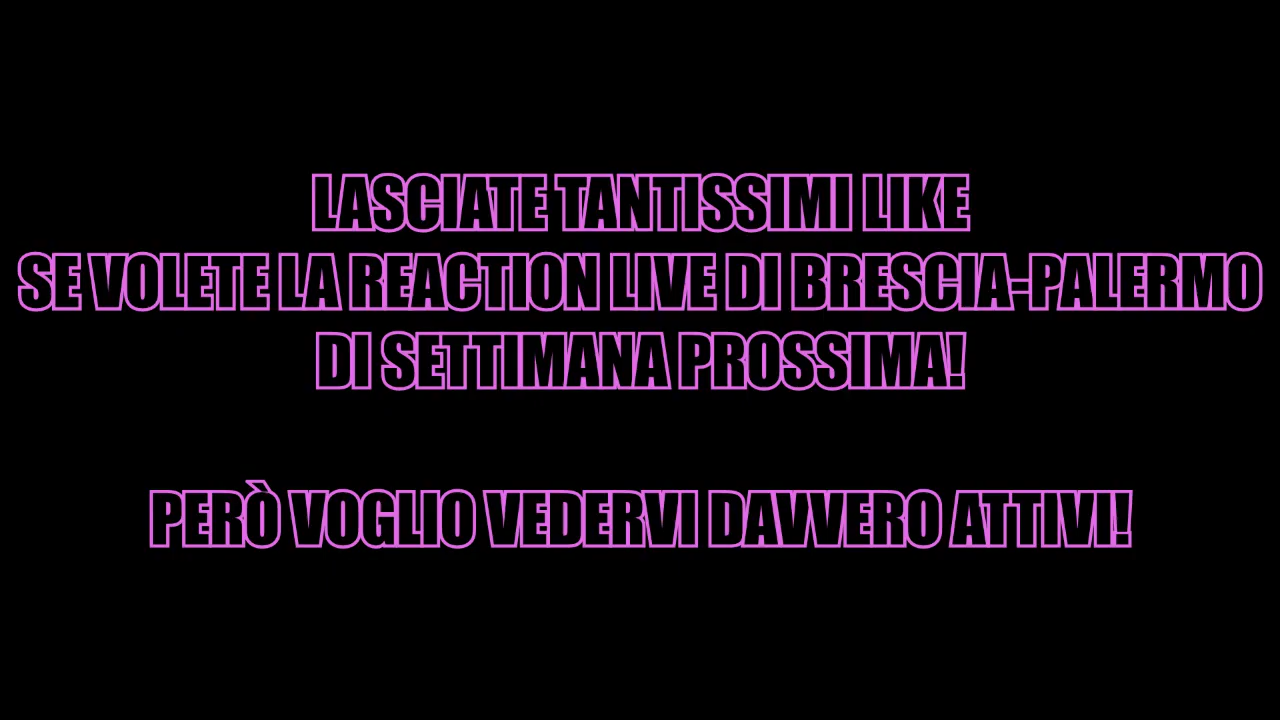 LASCIATE TANTISSIMI LIKE
SE VOLETE LA REACTION LIVE DI BRESCIA-PALERMO
DI SETTIMANA PROSSIMA!
PERÒ VOGLIO VEDERVI DAVVERO ATTIVI!